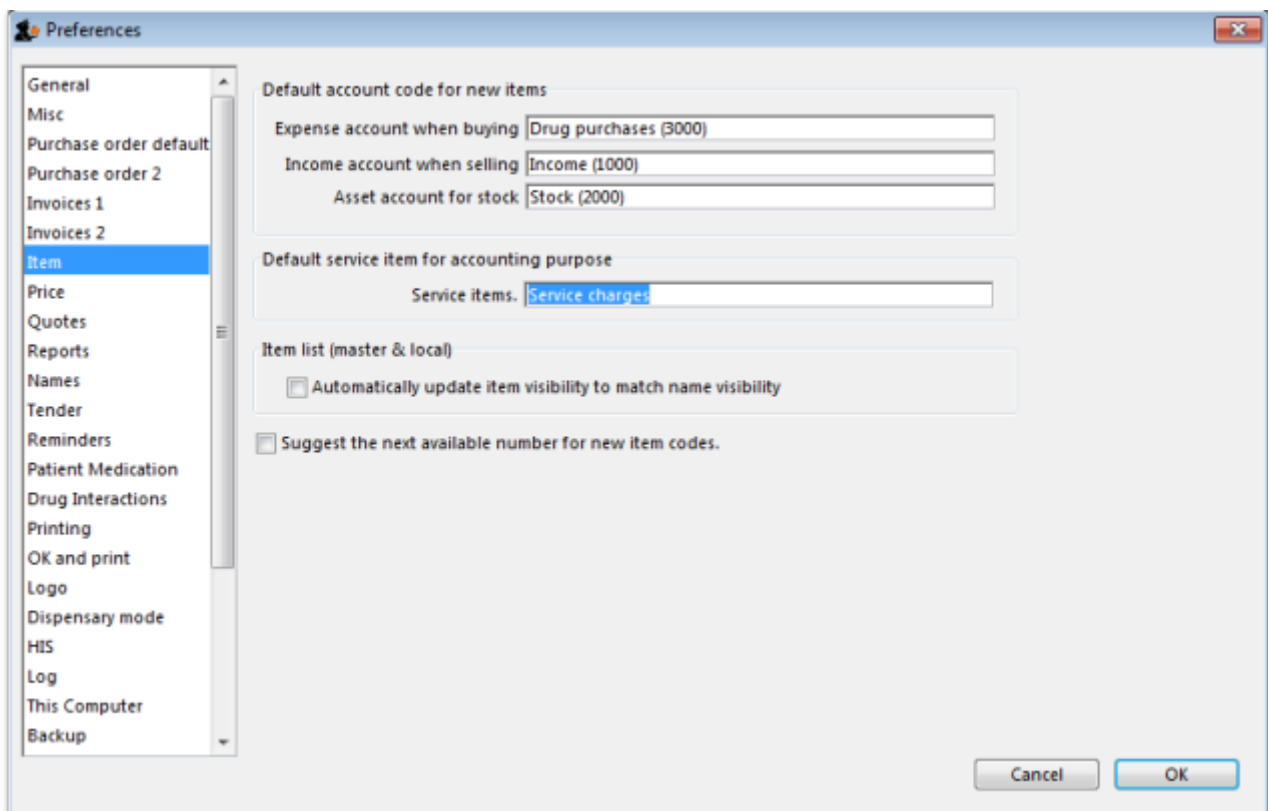 Preferences
General
Misc
Purchase order default
Purchase order 2
Invoices 1
Invoices 2
Item
Price
Quotes
Reports
Names
Tender
Reminders
Patient Medication
Drug Interactions
Printing
OK and print
Logo
Dispensary mode
HIS
Log
This Computer
Backup
Default account code for new items
Expense account when buying Drug purchases (3000)
Income account when selling Income (1000)
Asset account for stock Stock (2000)
Default service item for accounting purpose
Service items. Service charges
Item list (master & local)
Automatically update item visibility to match name visibility
Suggest the next available number for new item codes.
Cancel OK